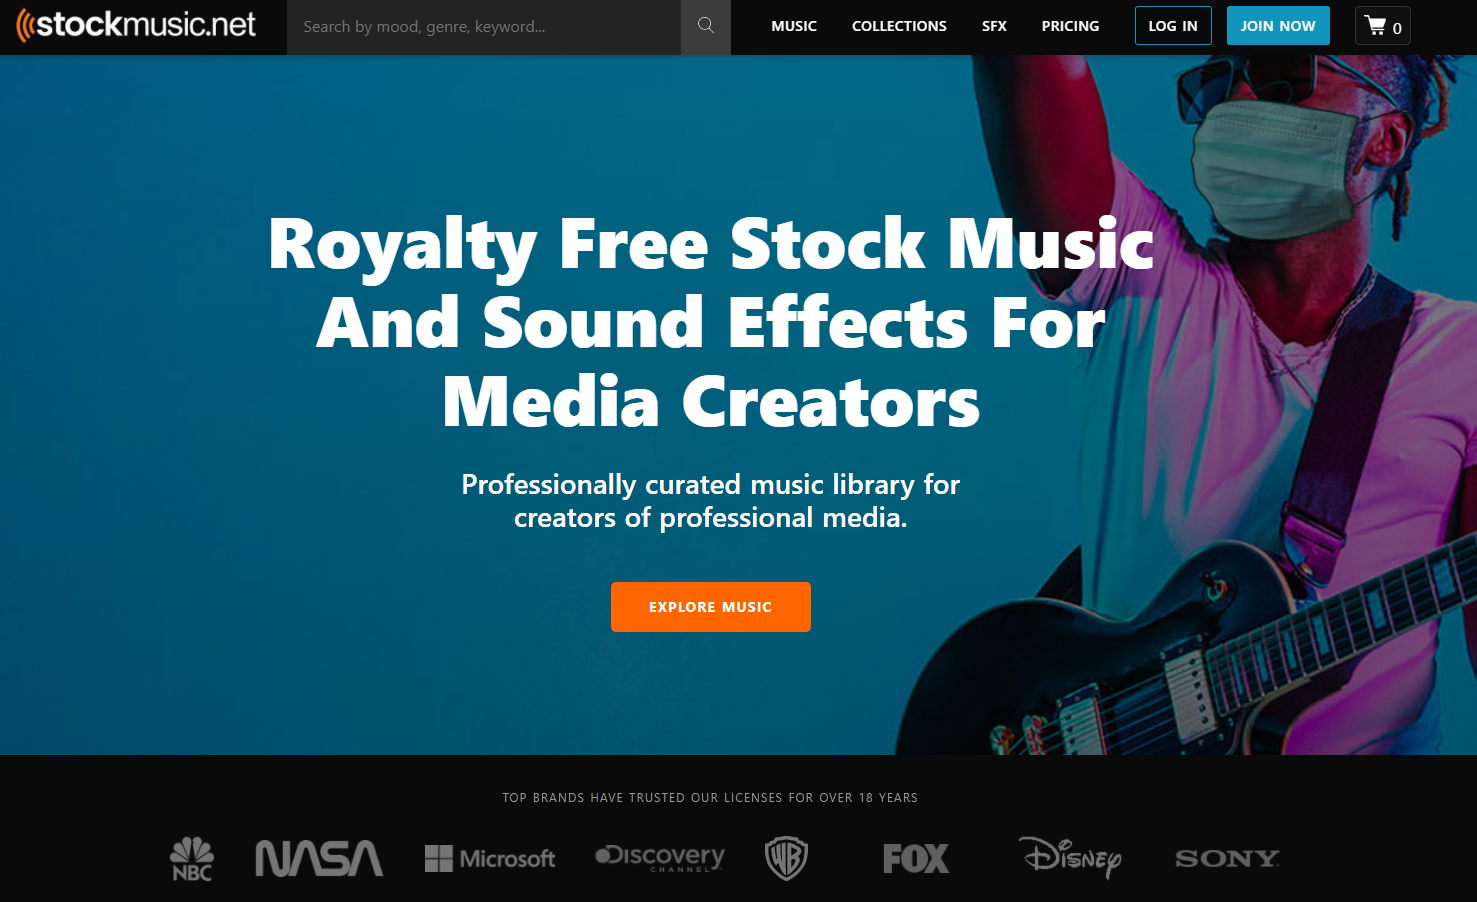 stockmusic.net
Search by mood, genre, keyword...
MUSIC
COLLECTIONS
SFX
PRICING
LOG IN
JOIN NOW
0
Royalty Free Stock Music
And Sound Effects For
Media Creators
Professionally curated music library for
creators of professional media.
EXPLORE MUSIC
TOP BRANDS HAVE TRUSTED OUR LICENSES FOR OVER 18 YEARS
NBC
NASA
Microsoft
Discovery
CHANNEL
WB
FOX
Disney
SONY